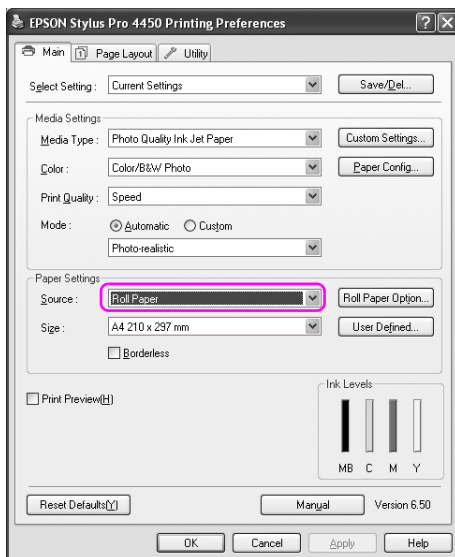 EPSON Stylus Pro 4450 Printing Preferences
Main Page Layout Utility
Select Setting : Current Settings Save/Del...
Media Settings
Media Type : Photo Quality Ink Jet Paper Custom Settings...
Color : Color/B&W Photo Paper Config...
Print Quality : Speed
Mode : Automatic Custom
Photo-realistic
Paper Settings
Source : Roll Paper Roll Paper Option...
Size : A4 210 x 297 mm User Defined...
Borderless
Print Preview(H)
Ink Levels
MB C M Y
Reset Defaults(Y) Manual Version 6.50
OK Cancel Apply Help